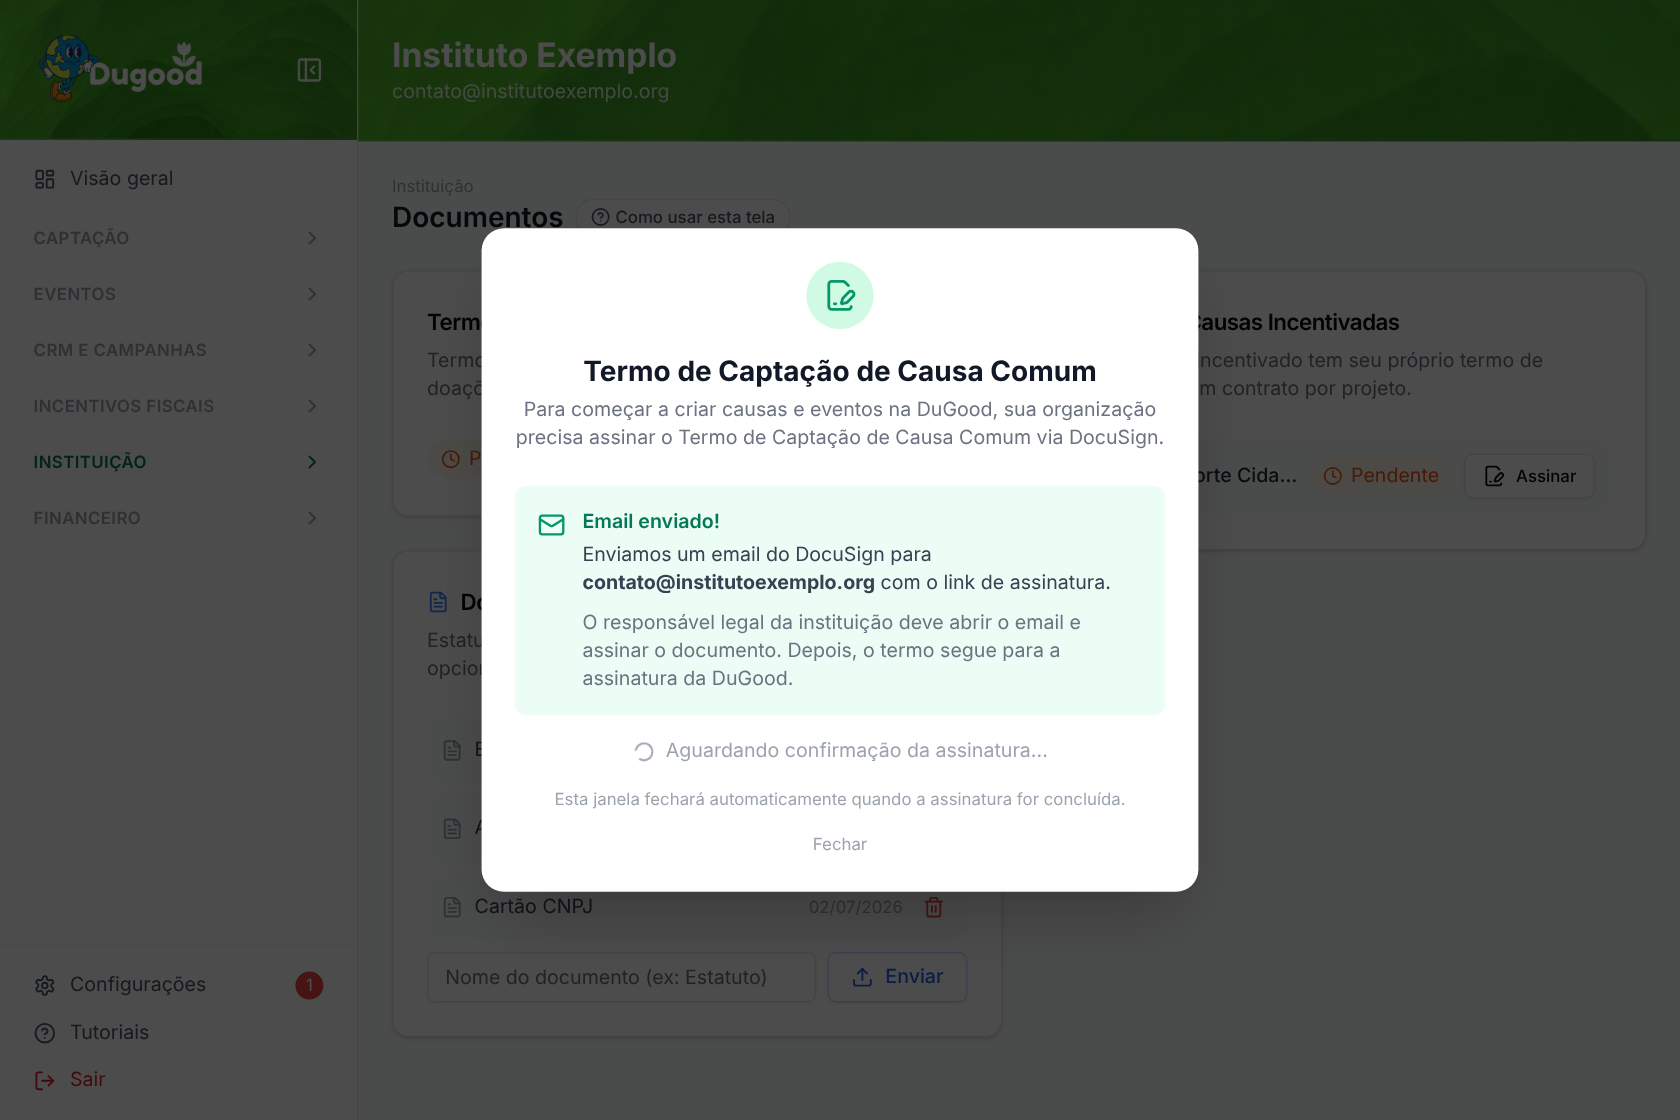 Dugood
Instituto Exemplo
contato@institutoexemplo.org
Visão geral
CAPTAÇÃO
EVENTOS
CRM E CAMPANHAS
INCENTIVOS FISCAIS
INSTITUIÇÃO
FINANCEIRO
Configurações
1
Tutoriais
Sair
Instituição
Documentos
Como usar esta tela
Causas Incentivadas
ncentivado tem seu próprio termo de
m contrato por projeto.
orte Cida...
Pendente
Assinar
Termo de Captação de Causa Comum
Para começar a criar causas e eventos na DuGood, sua organização
precisa assinar o Termo de Captação de Causa Comum via DocuSign.
Email enviado!
Enviamos um email do DocuSign para
contato@institutoexemplo.org com o link de assinatura.
O responsável legal da instituição deve abrir o email e
assinar o documento. Depois, o termo segue para a
assinatura da DuGood.
Aguardando confirmação da assinatura...
Esta janela fechará automaticamente quando a assinatura for concluída.
Fechar
Cartão CNPJ
02/07/2026
Nome do documento (ex: Estatuto)
Enviar